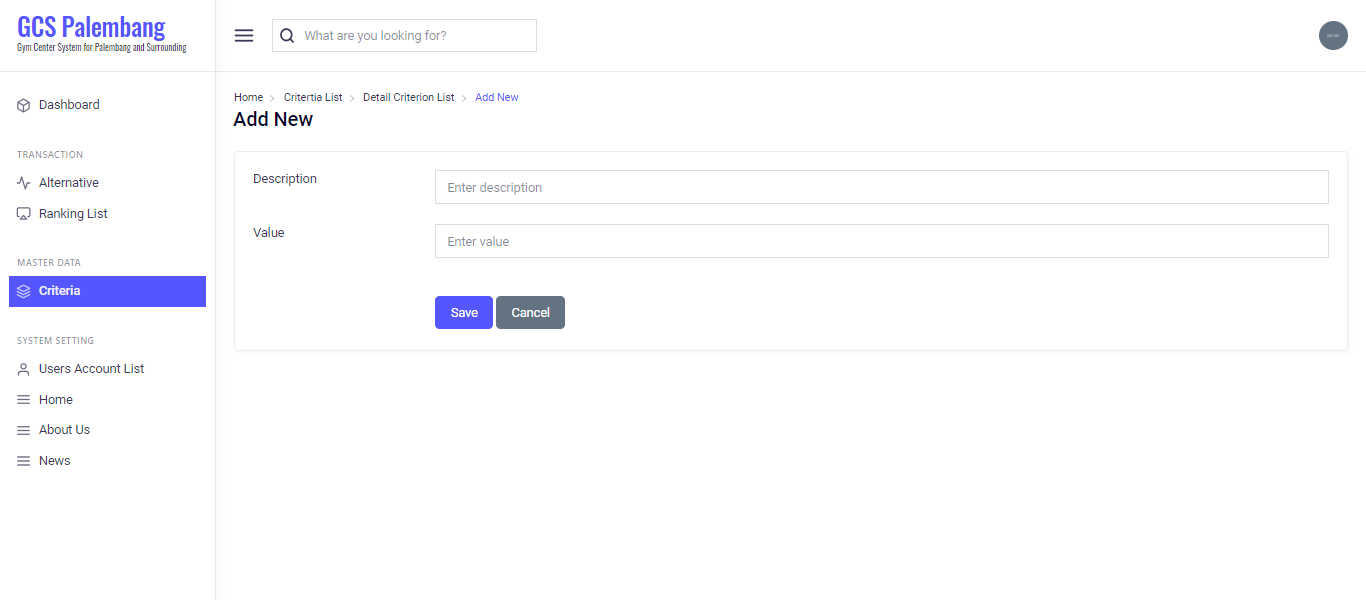 GCS Palembang
Gym Center System for Palembang and Surrounding
What are you looking for?
Dashboard
TRANSACTION
Alternative
Ranking List
MASTER DATA
Criteria
SYSTEM SETTING
Users Account List
Home
About Us
News
Home > Critertia List > Detail Criterion List > Add New
Add New
Description
Enter description
Value
Enter value
Save Cancel